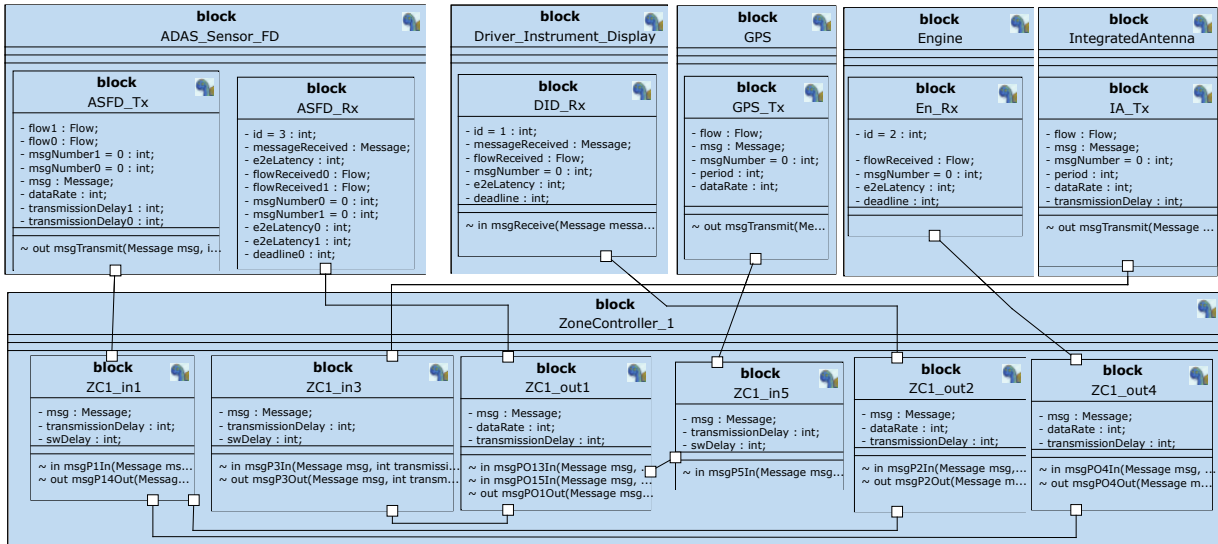 block
ADAS_Sensor_FD
block
ASFD_Tx
- flow1 : Flow;
- flow0 : Flow;
- msgNumber1 = 0 : int;
- msgNumber0 = 0 : int;
- msg : Message;
- dataRate : int;
- transmissionDelay1 : int;
- transmissionDelay0 : int;
~ out msgTransmit(Message msg, i...
block
ASFD_Rx
- id = 3 : int;
- messageReceived : Message;
- e2eLatency : int;
- flowReceived0 : Flow;
- flowReceived1 : Flow;
- msgNumber0 = 0 : int;
- msgNumber1 = 0 : int;
- e2eLatency0 : int;
- e2eLatency1 : int;
- deadline0 : int;
block
Driver_Instrument_Display
block
DID_Rx
- id = 1 : int;
- messageReceived : Message;
- flowReceived : Flow;
- msgNumber = 0 : int;
- e2eLatency : int;
- deadline : int;
~ in msgReceive(Message messa...
block
GPS
block
GPS_Tx
- flow : Flow;
- msg : Message;
- msgNumber = 0 : int;
- period : int;
- dataRate : int;
~ out msgTransmit(Me...
block
Engine
block
En_Rx
- id = 2 : int;
- flowReceived : Flow;
- msgNumber = 0 : int;
- e2eLatency : int;
- deadline : int;
block
IntegratedAntenna
block
IA_Tx
- flow : Flow;
- msg : Message;
- msgNumber = 0 : int;
- period : int;
- dataRate : int;
- transmissionDelay : int;
~ out msgTransmit(Message ...
block
ZoneController_1
block
ZC1_in1
- msg : Message;
- transmissionDelay : int;
- swDelay : int;
~ in msgP1In(Message ms...
~ out msgP14Out(Messag...
block
ZC1_in3
- msg : Message;
- transmissionDelay : int;
- swDelay : int;
~ in msgP3In(Message msg, int transmissi...
~ out msgP3Out(Message msg, int transm...
block
ZC1_out1
- msg : Message;
- dataRate : int;
- transmissionDelay : int;
~ in msgPO13In(Message msg, ...
~ in msgPO15In(Message msg, ...
~ out msgPO1Out(Message msg...
block
ZC1_in5
- msg : Message;
- transmissionDelay : int;
- swDelay : int;
~ in msgP5In(Message msg...
block
ZC1_out2
- msg : Message;
- dataRate : int;
- transmissionDelay : int;
~ in msgP2In(Message msg,...
~ out msgP2Out(Message m...
block
ZC1_out4
- msg : Message;
- dataRate : int;
- transmissionDelay : int;
~ in msgPO4In(Message msg, ...
~ out msgPO4Out(Message m...